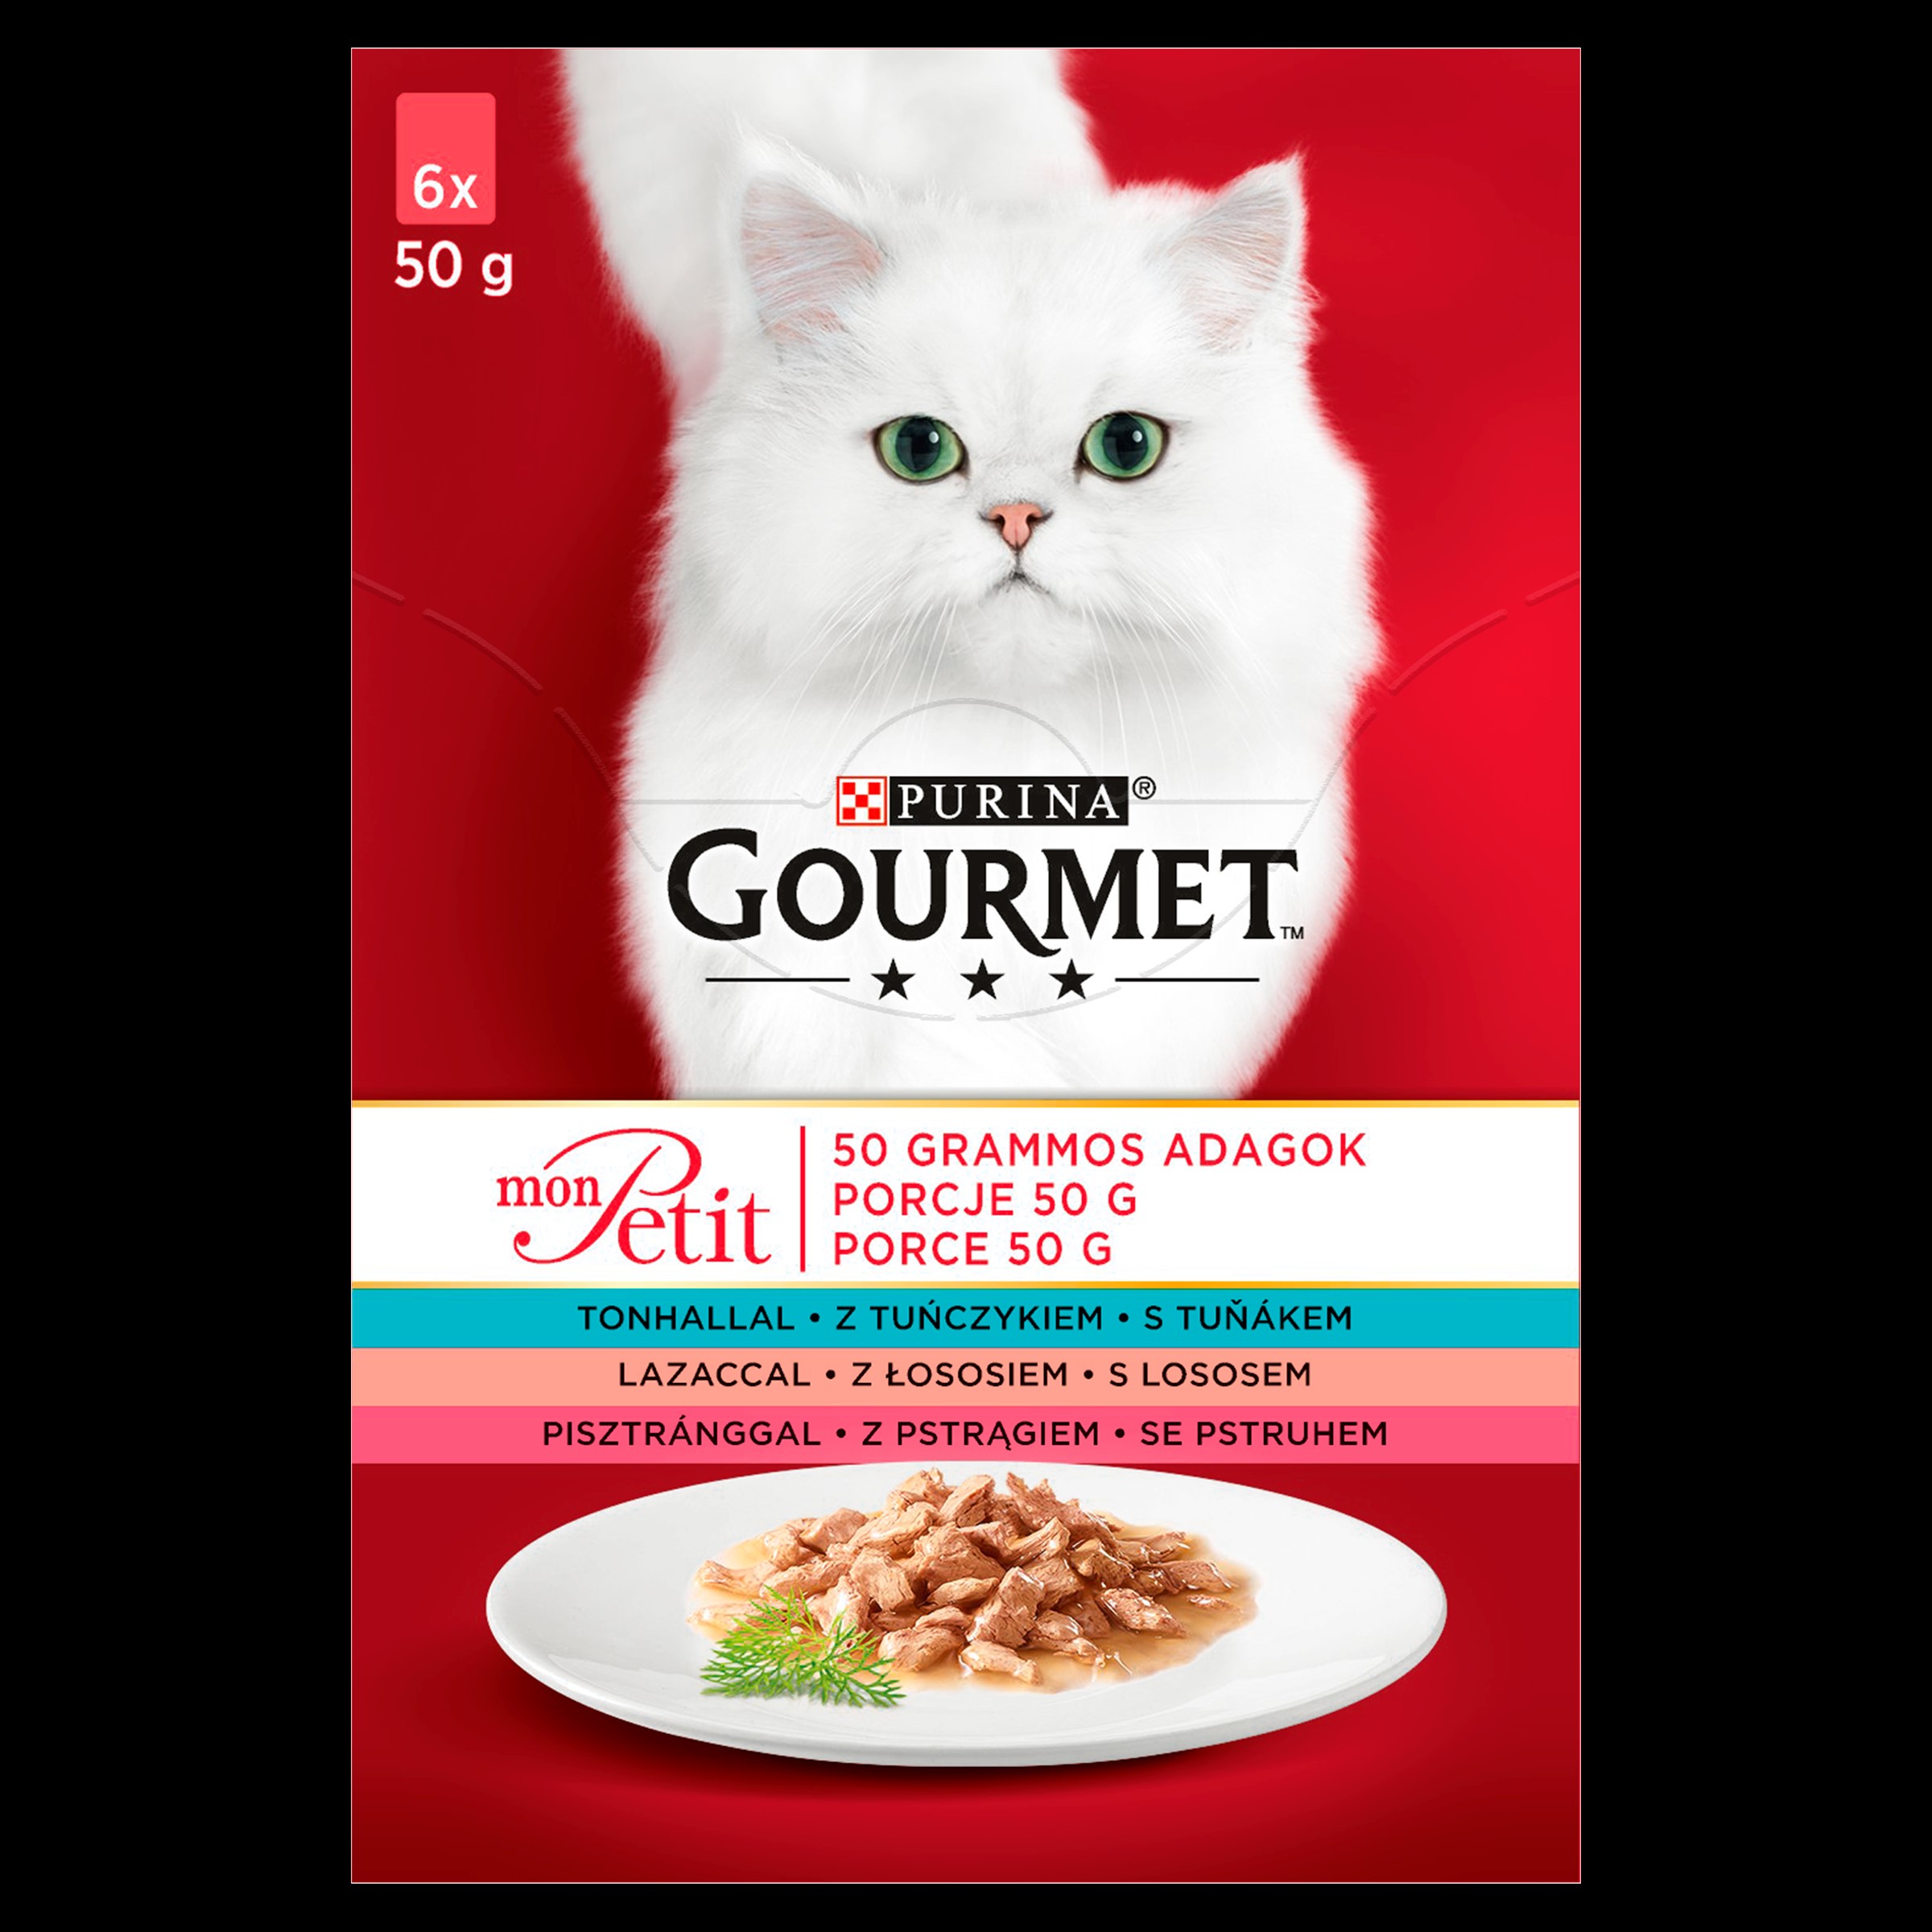 6x
50 g
PURINA®
GOURMET™
mon Petit
50 GRAMMOS ADAGOK
PORCJE 50 G
PORCE 50 G
TONHALLAL • Z TUŃCZYKIEM • S TUŇÁKEM
LAZACCAL • Z ŁOSOSIEM • S LOSOSEM
PISZTRÁNGGAL • Z PSTRĄGIEM • SE PSTRUHEM